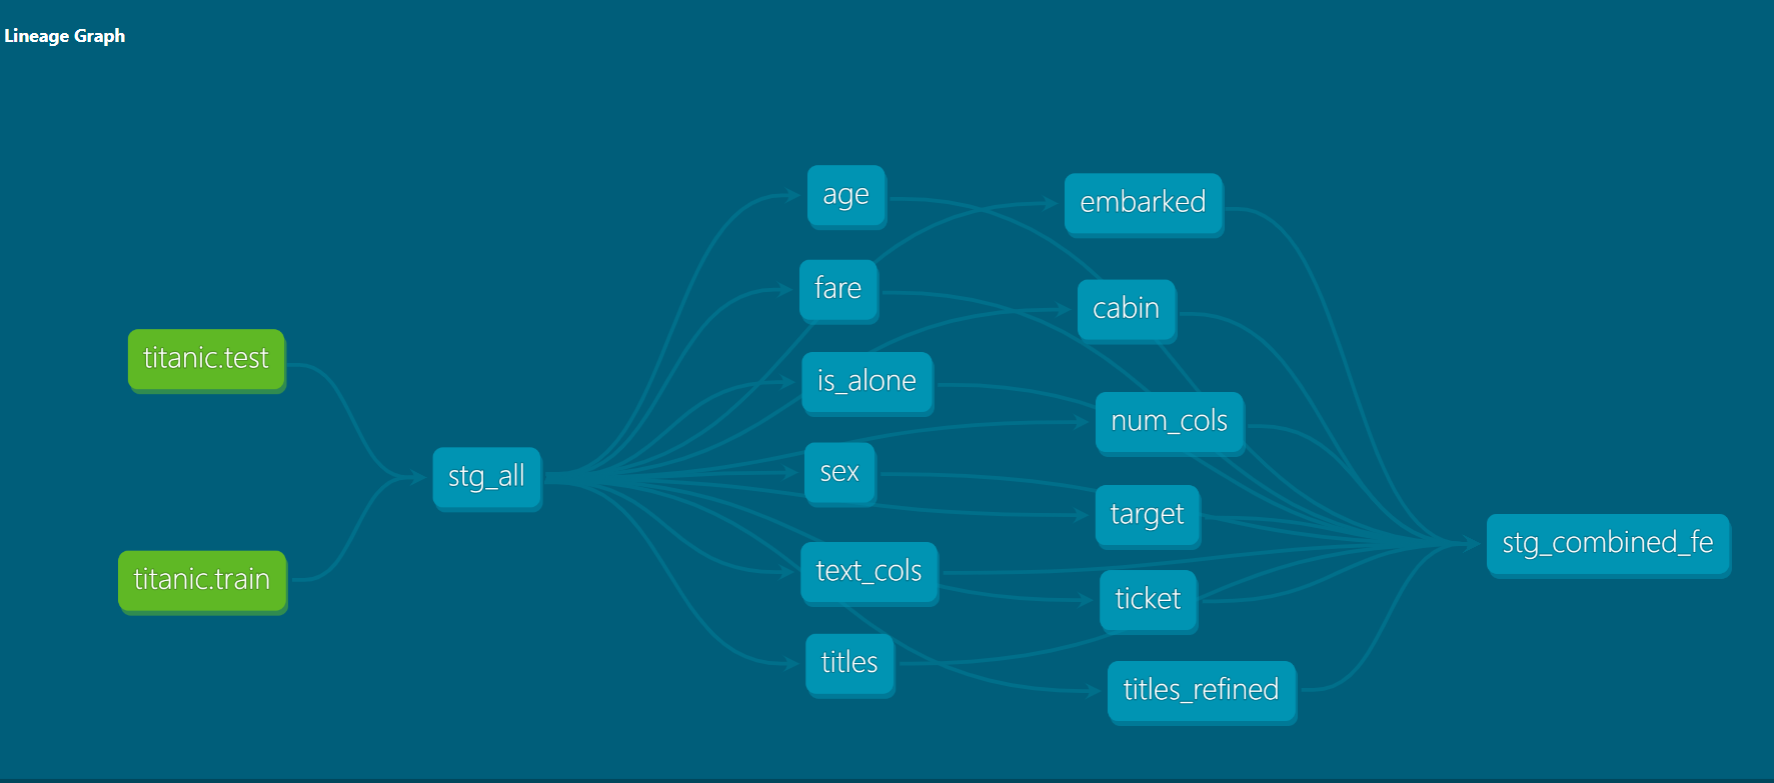 Lineage Graph
titanic.test
titanic.train
stg_all
age
fare
is_alone
sex
text_cols
titles
embarked
cabin
num_cols
target
ticket
titles_refined
stg_combined_fe